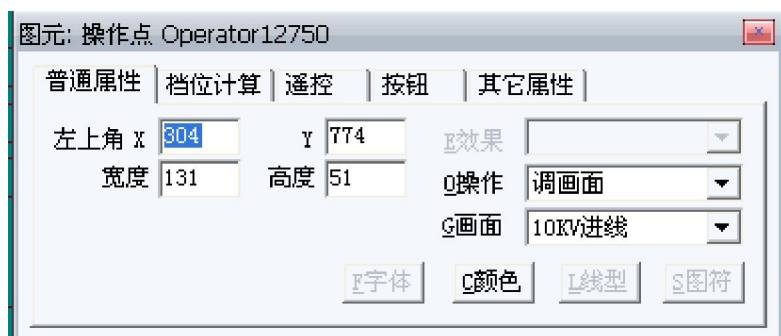 图元: 操作点 Operator12750
普通属性 挡位计算 遥控 按钮 其它属性
左上角 X 304 Y 774 E效果
宽度 131 高度 51 O操作 调画面
G画面 10KV进线
F字体 C颜色 L线型 S图符